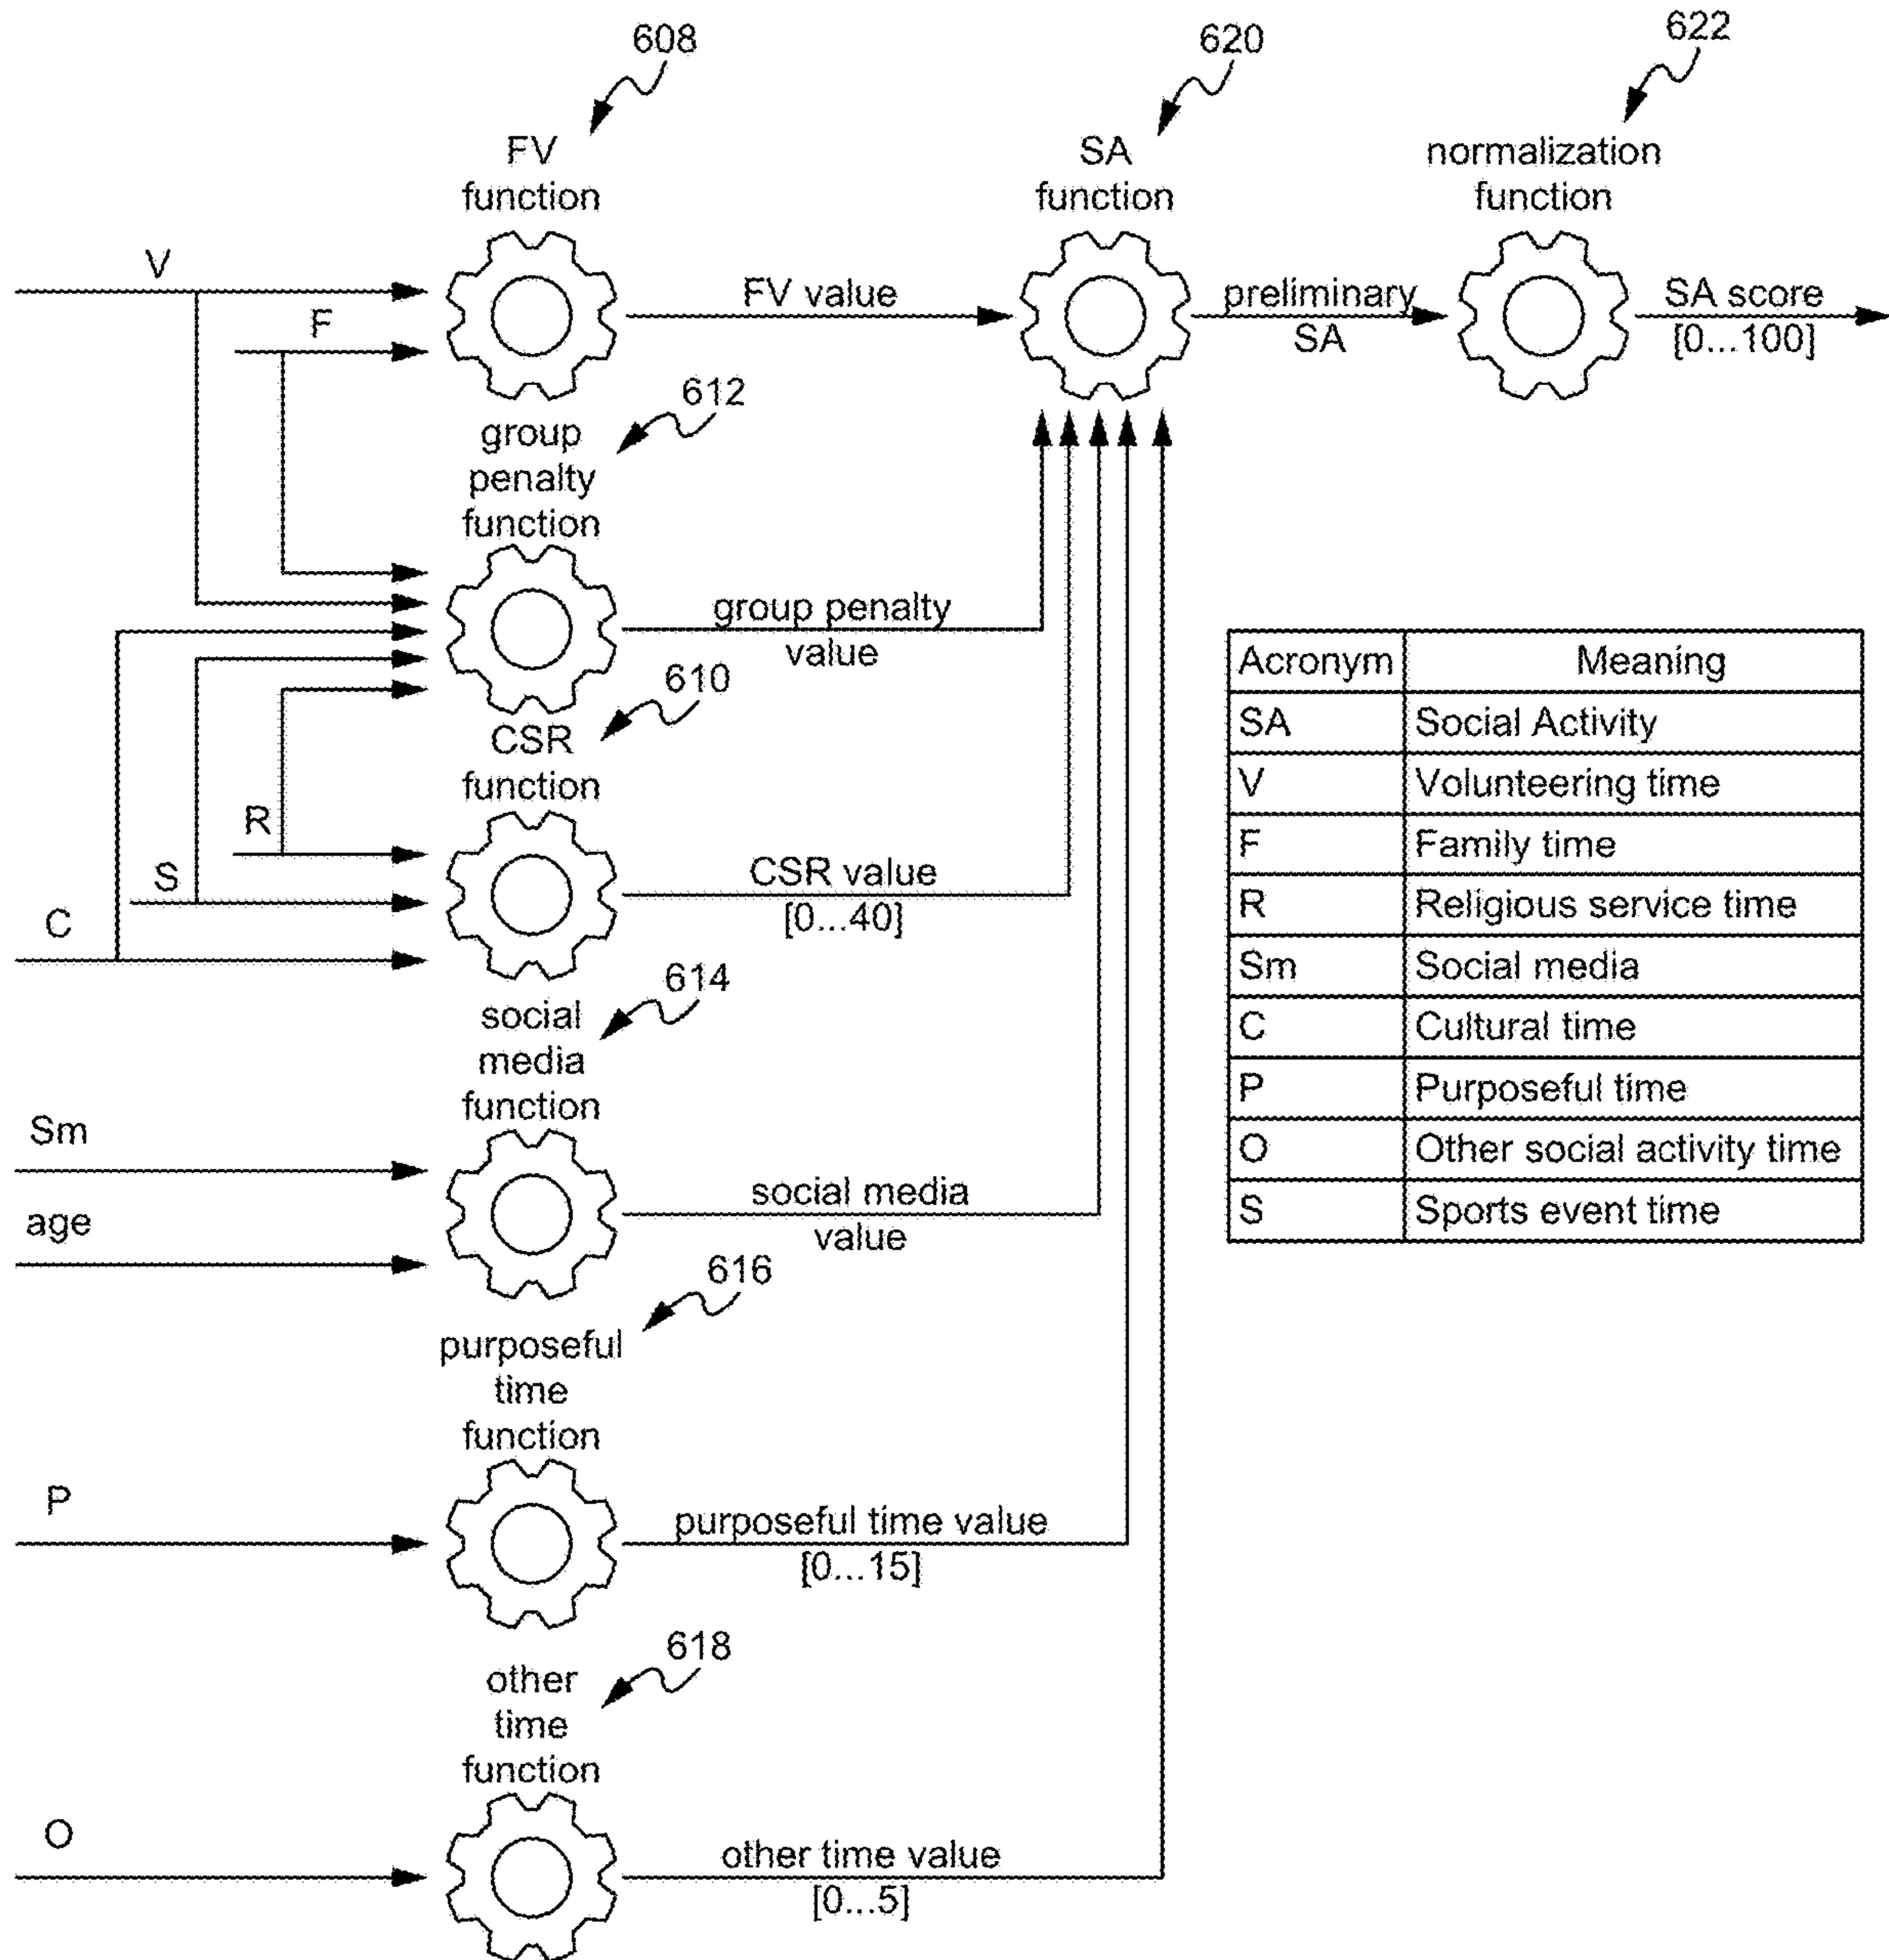 608
620
622
FV
function
SA
function
normalization
function
V
F
FV value
preliminary
SA
SA score
[0...100]
612
group
penalty
function
group penalty
value
610
CSR
function
R
S
C
CSR value
[0...40]
614
social
media
function
Sm
age
social media
value
616
purposeful
time
function
P
purposeful time value
[0...15]
618
other
time
function
O
other time value
[0...5]
Acronym Meaning
SA Social Activity
V Volunteering time
F Family time
R Religious service time
Sm Social media
C Cultural time
P Purposeful time
O Other social activity time
S Sports event time